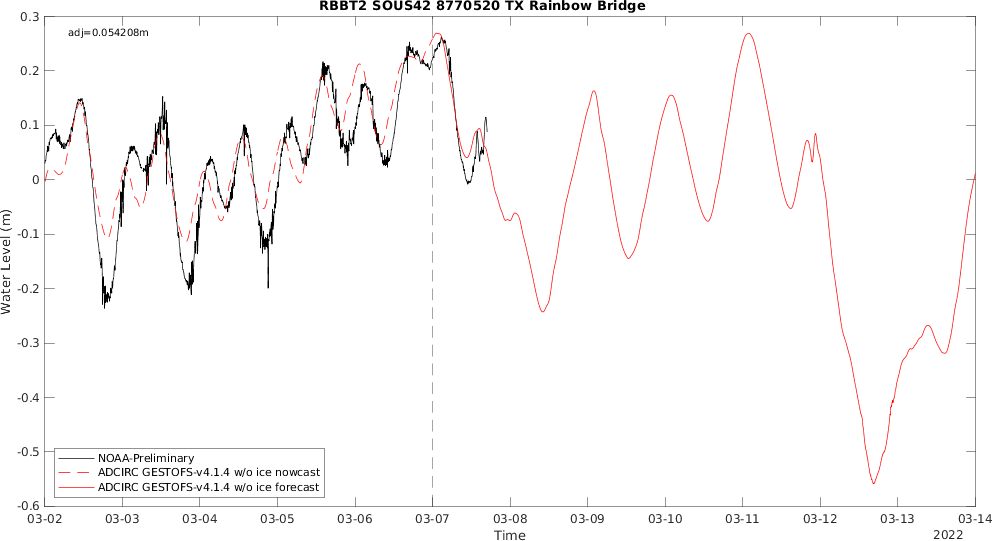 RBBT2 SOUS42 8770520 TX Rainbow Bridge
adj=0.054208m
0.3
0.2
0.1
0
-0.1
-0.2
-0.3
-0.4
-0.5
-0.6
Water Level (m)
NOAA-Preliminary
ADCIRC GESTOFS-v4.1.4 w/o ice nowcast
ADCIRC GESTOFS-v4.1.4 w/o ice forecast
03-02 03-03 03-04 03-05 03-06 03-07 03-08 03-09 03-10 03-11 03-12 03-13 03-14
Time
2022